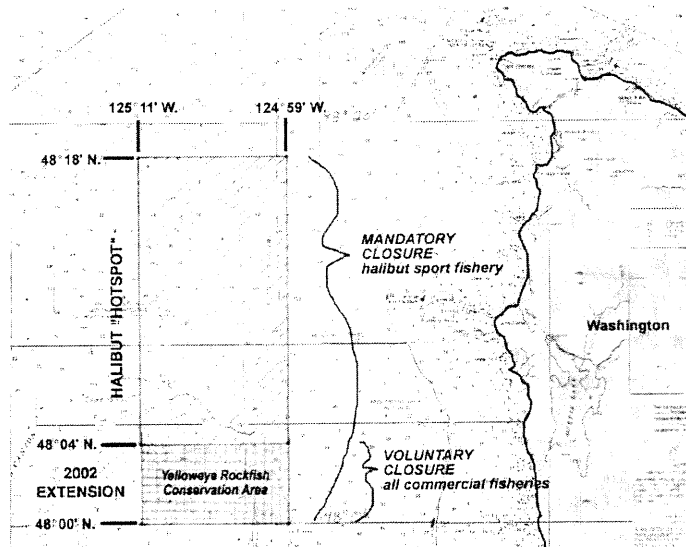 125°11' W.
124°59' W.
48°18' N.
HALIBUT "HOTSPOT"
MANDATORY
CLOSURE
halibut sport fishery
Washington
48°04' N.
2002
EXTENSION
Yelloweye Rockfish
Conservation Area
VOLUNTARY
CLOSURE
all commercial fisheries
48°00' N.